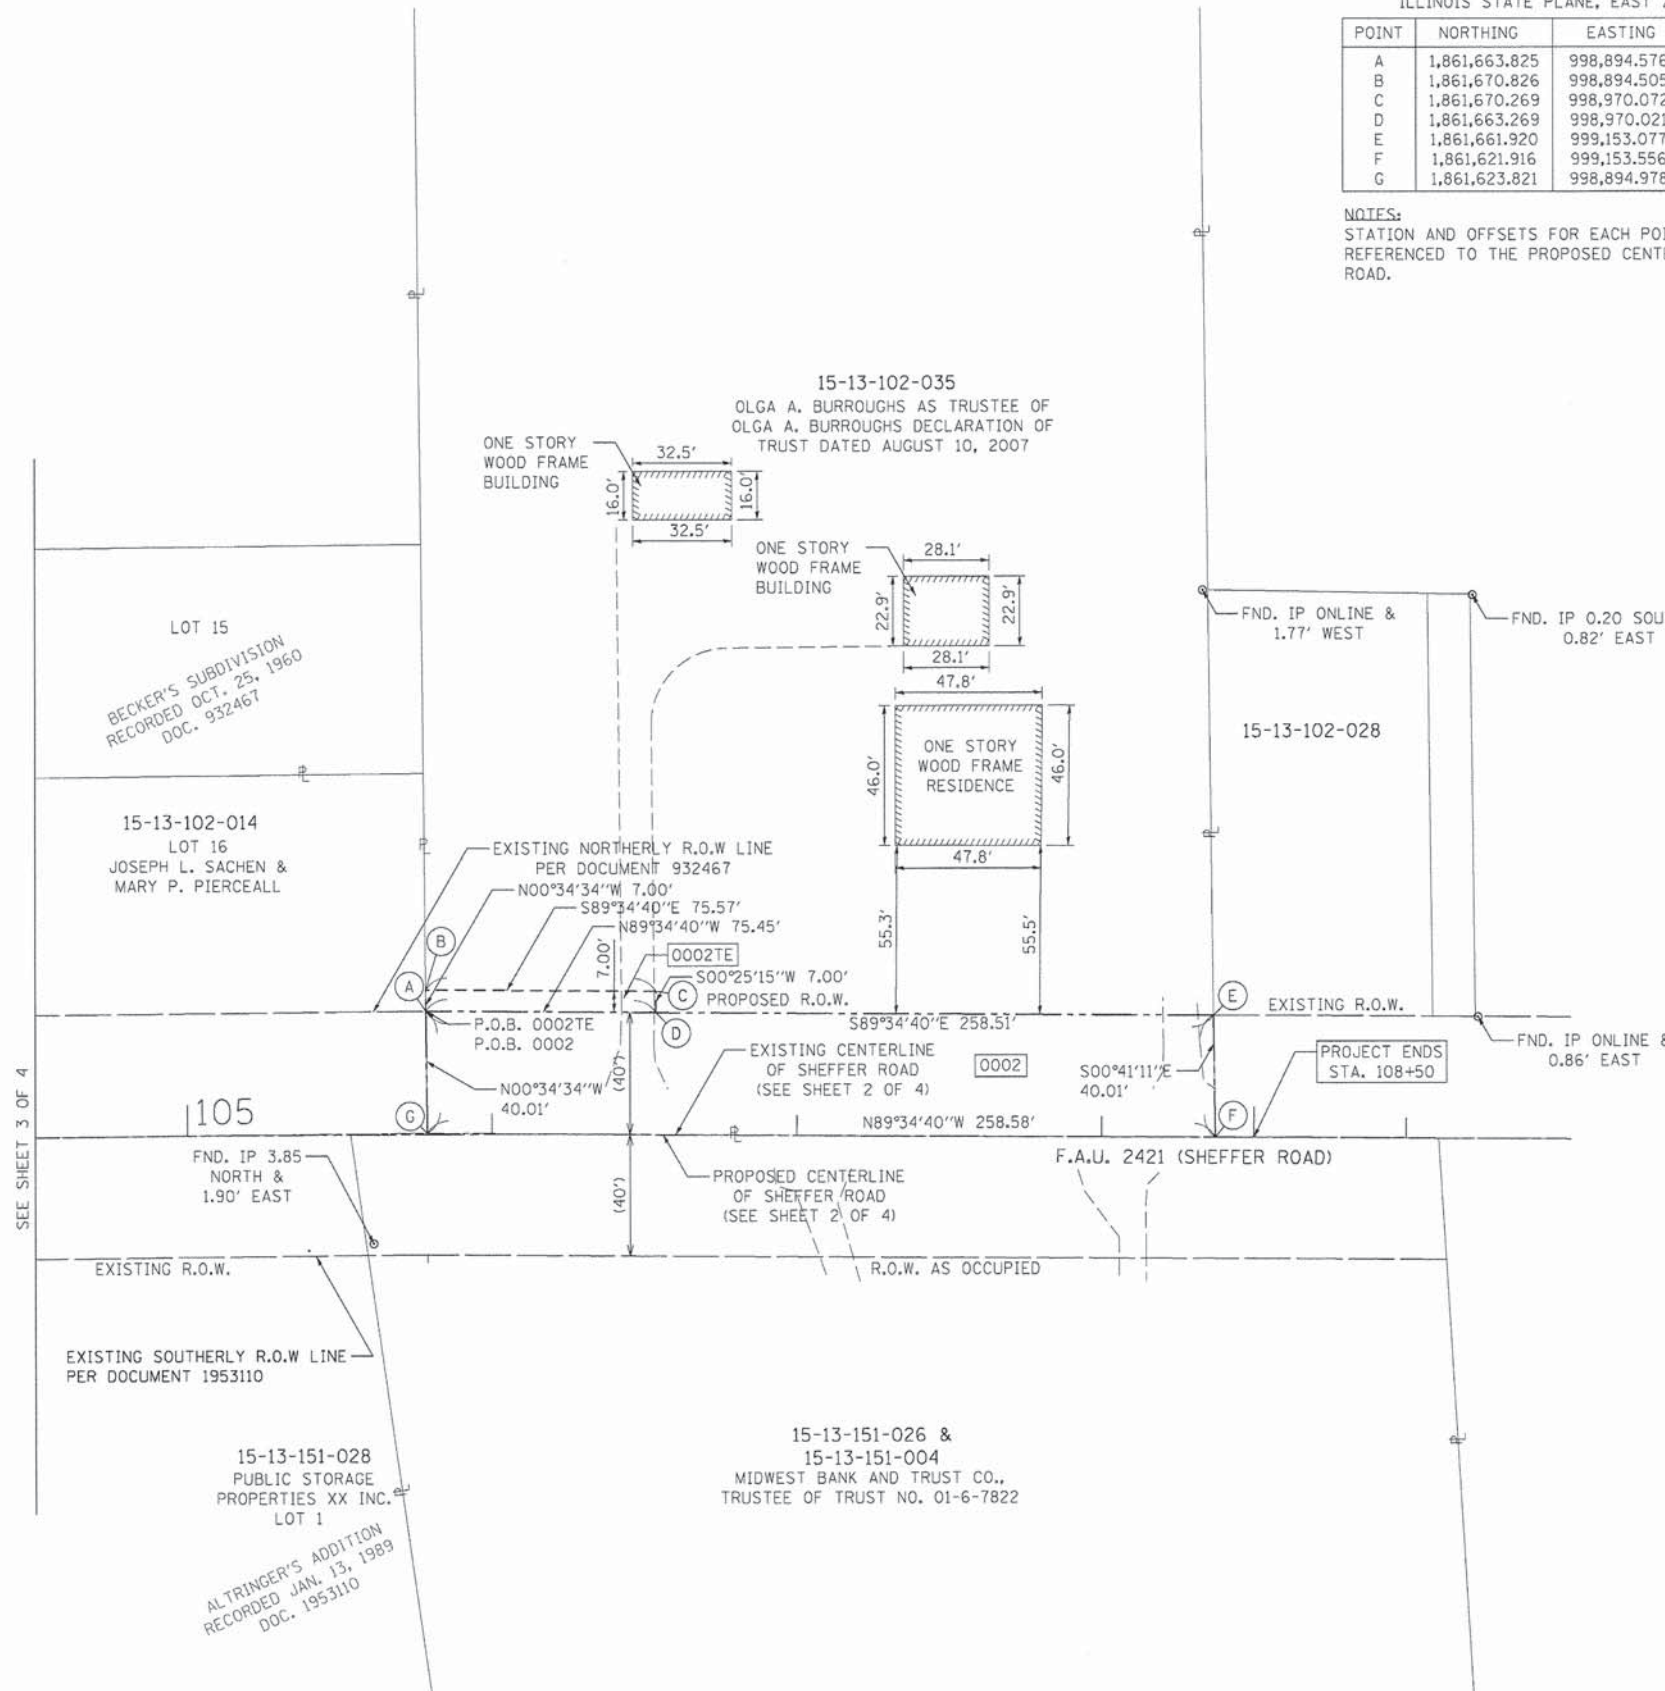 ILLINOIS STATE PLANE, EAST
POINT NORTHING EASTING
A 1,861,663.825 998,894.576
B 1,861,670.826 998,894.505
C 1,861,670.269 998,970.072
D 1,861,663.269 998,970.021
E 1,861,661.920 999,153.077
F 1,861,621.916 999,153.556
G 1,861,623.821 998,894.978
NOTES:
STATION AND OFFSETS FOR EACH POI
REFERENCED TO THE PROPOSED CENT
ROAD.
15-13-102-035
OLGA A. BURROUGHS AS TRUSTEE OF
OLGA A. BURROUGHS DECLARATION OF
TRUST DATED AUGUST 10, 2007
ONE STORY
WOOD FRAME
BUILDING
32.5'
16.0'
16.0'
32.5'
ONE STORY
WOOD FRAME
BUILDING
28.1'
22.9'
22.9'
28.1'
47.8'
46.0'
ONE STORY
WOOD FRAME
RESIDENCE
46.0'
47.8'
55.3'
55.5'
FND. IP ONLINE &
1.77' WEST
FND. IP 0.20 SOU
0.82' EAST
15-13-102-028
LOT 15
BECKER'S SUBDIVISION
RECORDED OCT. 25, 1960
DOC. 932467
PL
PL
PL
PL
PL
15-13-102-014
LOT 16
JOSEPH L. SACHEN &
MARY P. PIERCEALL
EXISTING NORTHERLY R.O.W LINE
PER DOCUMENT 932467
N00°34'34"W 7.00'
S89°34'40"E 75.57'
N89°34'40"W 75.45'
7.00'
0002TE
S00°25'15"W 7.00'
PROPOSED R.O.W.
A
B
C
D
E
EXISTING R.O.W.
P.O.B. 0002TE
P.O.B. 0002
S89°34'40"E 258.51'
FND. IP ONLINE &
0.86' EAST
EXISTING CENTERLINE
OF SHEFFER ROAD
(SEE SHEET 2 OF 4)
0002
PROJECT ENDS
STA. 108+50
S00°41'11"E
40.01'
N00°34'34"W
40.01'
(40')
105
G
N89°34'40"W 258.58'
F
PL
F.A.U. 2421 (SHEFFER ROAD)
SEE SHEET 3 OF 4
FND. IP 3.85
NORTH &
1.90' EAST
(40')
PROPOSED CENTERLINE
OF SHEFFER ROAD
(SEE SHEET 2 OF 4)
EXISTING R.O.W.
R.O.W. AS OCCUPIED
EXISTING SOUTHERLY R.O.W LINE
PER DOCUMENT 1953110
15-13-151-028
PUBLIC STORAGE
PROPERTIES XX INC.
LOT 1
PL
ALTRINGER'S ADDITION
RECORDED JAN. 13, 1989
DOC. 1953110
15-13-151-026 &
15-13-151-004
MIDWEST BANK AND TRUST CO.,
TRUSTEE OF TRUST NO. 01-6-7822
PL